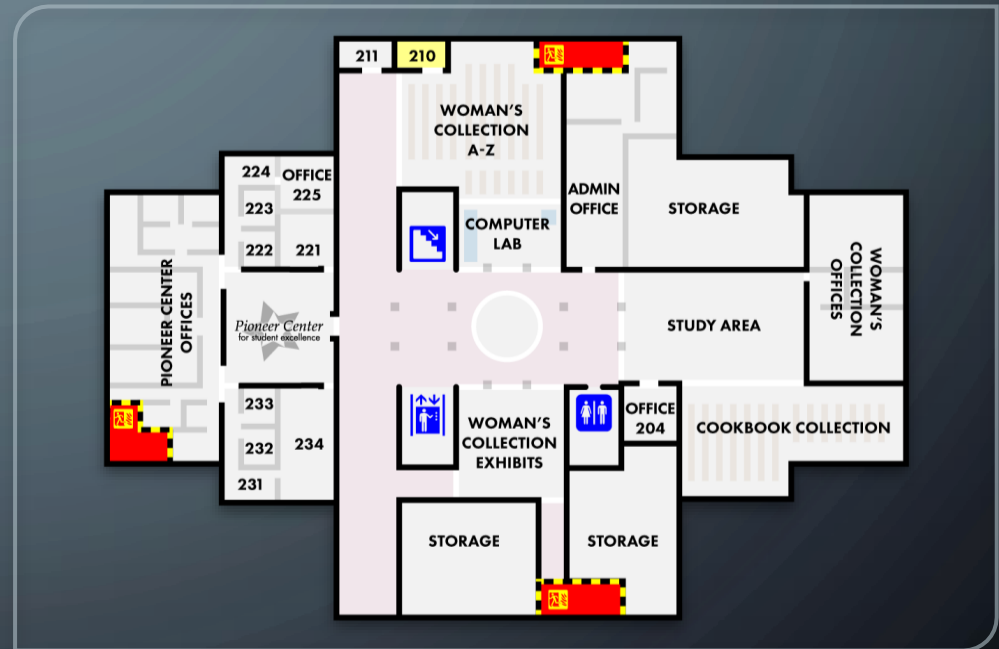 211
210
WOMAN'S
COLLECTION
A-Z
224
OFFICE
225
223
222
221
ADMIN
OFFICE
STORAGE
COMPUTER
LAB
WOMAN'S
COLLECTION
OFFICES
PIONEER CENTER
OFFICES
Pioneer Center
for student excellence
STUDY AREA
233
232
234
231
WOMAN'S
COLLECTION
EXHIBITS
OFFICE
204
COOKBOOK COLLECTION
STORAGE
STORAGE